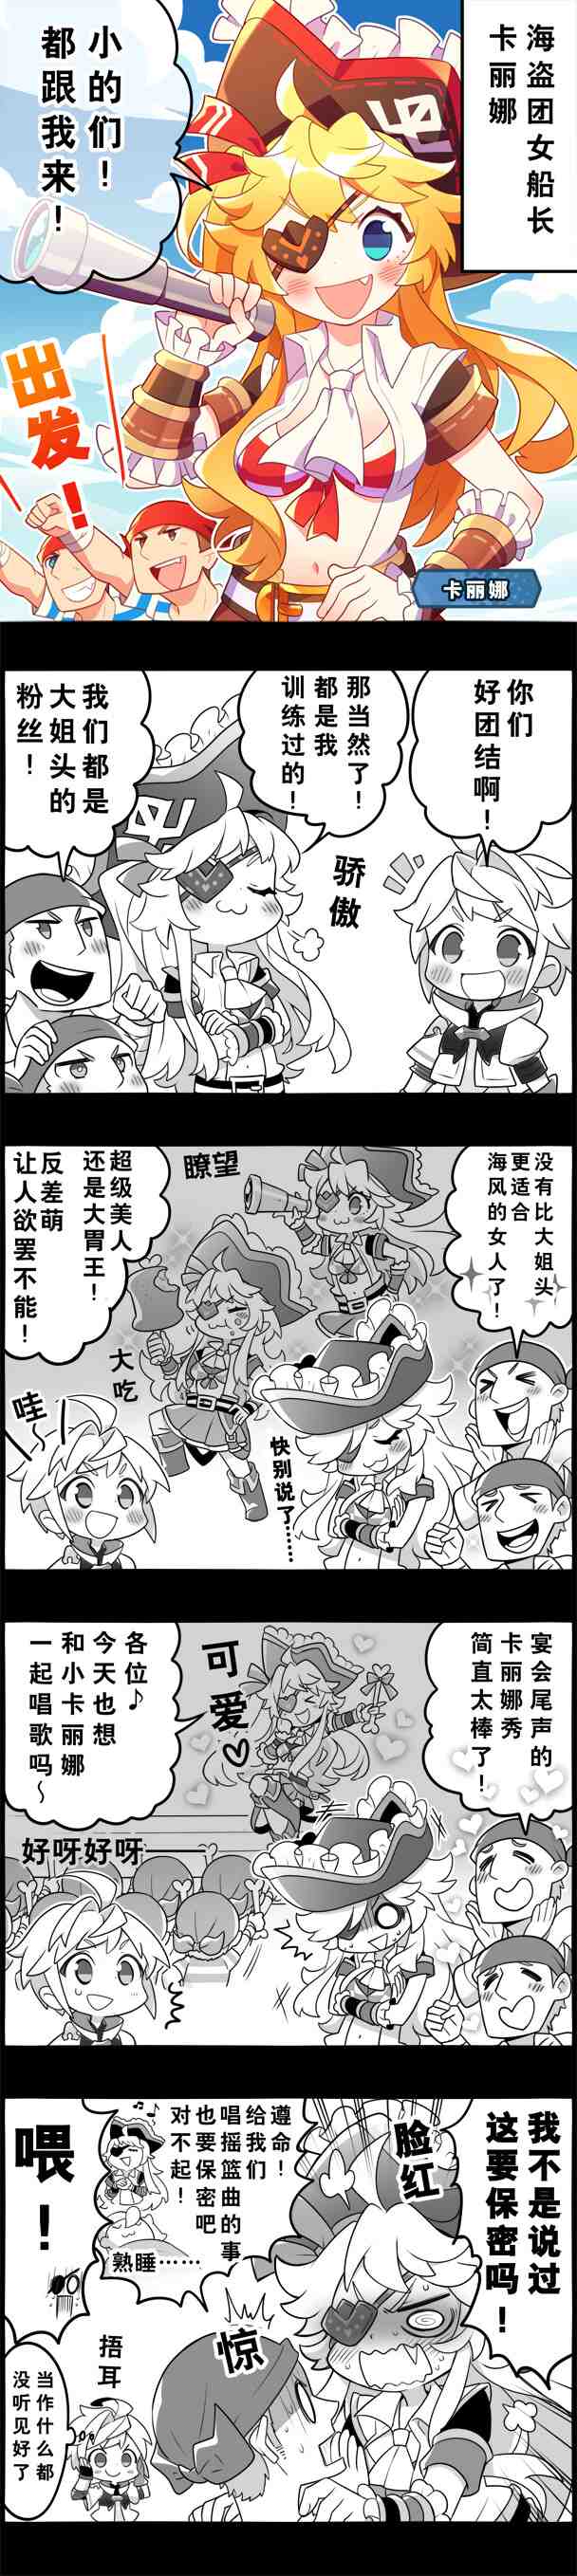 海盗团女船长
卡丽娜
小的们！
都跟我来！
出发！
卡丽娜
你们
好团结啊！
那当然了！
都是我
训练过的！
骄傲
我们都是
大姐头的
粉丝！
没有比大姐头
更适合
海风的女人了！
瞭望
超级美人
还是大胃王！
反差萌
让人欲罢不能！
大吃
哇~
快别说了……
宴会尾声的
卡丽娜秀
简直太棒了！
可爱♡
各位♪
今天也想
和小卡丽娜
一起唱歌吗~
好呀好呀——
我不是说过
这要保密吗！
脸红
遵命！
给我们
唱摇篮曲的事
也要保密吧
对不起！
熟睡……
喂！
惊
捂耳
当作什么都
没听见好了